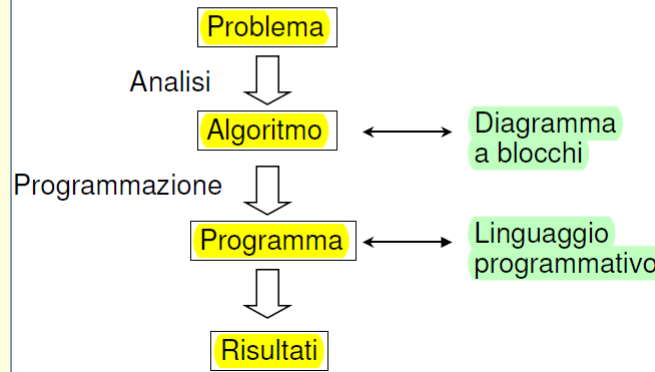 Problema
Analisi
Algoritmo
Diagramma
a blocchi
Programmazione
Programma
Linguaggio
programmativo
Risultati